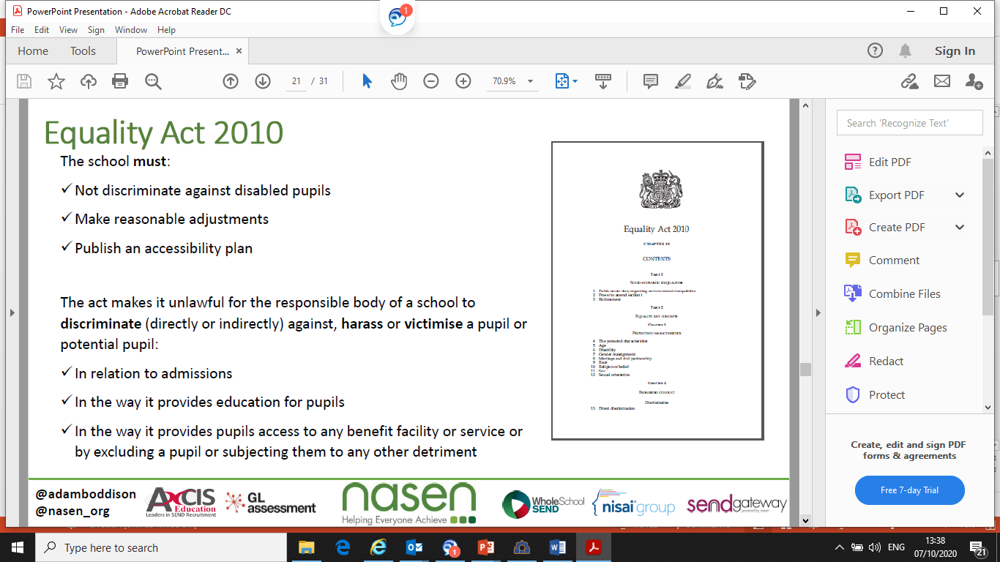 PowerPoint Presentation - Adobe Acrobat Reader DC
1
File Edit View Sign Window Help
Home Tools PowerPoint Present... ×
Sign In
21 / 31 70.9%
Equality Act 2010
The school must:
✓ Not discriminate against disabled pupils
✓ Make reasonable adjustments
✓ Publish an accessibility plan
The act makes it unlawful for the responsible body of a school to
discriminate (directly or indirectly) against, harass or victimise a pupil or
potential pupil:
✓ In relation to admissions
✓ In the way it provides education for pupils
✓ In the way it provides pupils access to any benefit facility or service or
by excluding a pupil or subjecting them to any other detriment
Equality Act 2010
CHAPTER 15
CONTENTS
PART 1
SOCIO-ECONOMIC INEQUALITIES
1 Public sector duty regarding socio-economic inequalities
2 Power to amend section 1
3 Enforcement
PART 2
EQUALITY: KEY CONCEPTS
CHAPTER 1
PROTECTED CHARACTERISTICS
4 The protected characteristics
5 Age
6 Disability
7 Gender reassignment
8 Marriage and civil partnership
9 Race
10 Religion or belief
11 Sex
12 Sexual orientation
CHAPTER 2
PROHIBITED CONDUCT
Discrimination
13 Direct discrimination
@adamboddison
@nasen_org
AXCIS
Education
Leaders in SEND Recruitment
GL
assessment
nasen
Helping Everyone Achieve
WholeSchool
SEND
nisai group
sendgateway
powered by nasen
Search 'Recognize Text'
Edit PDF
Export PDF
Create PDF
Comment
Combine Files
Organize Pages
Redact
Protect
Create, edit and sign PDF
forms & agreements
Free 7-day Trial
Type here to search
1
ENG
13:38
07/10/2020
21